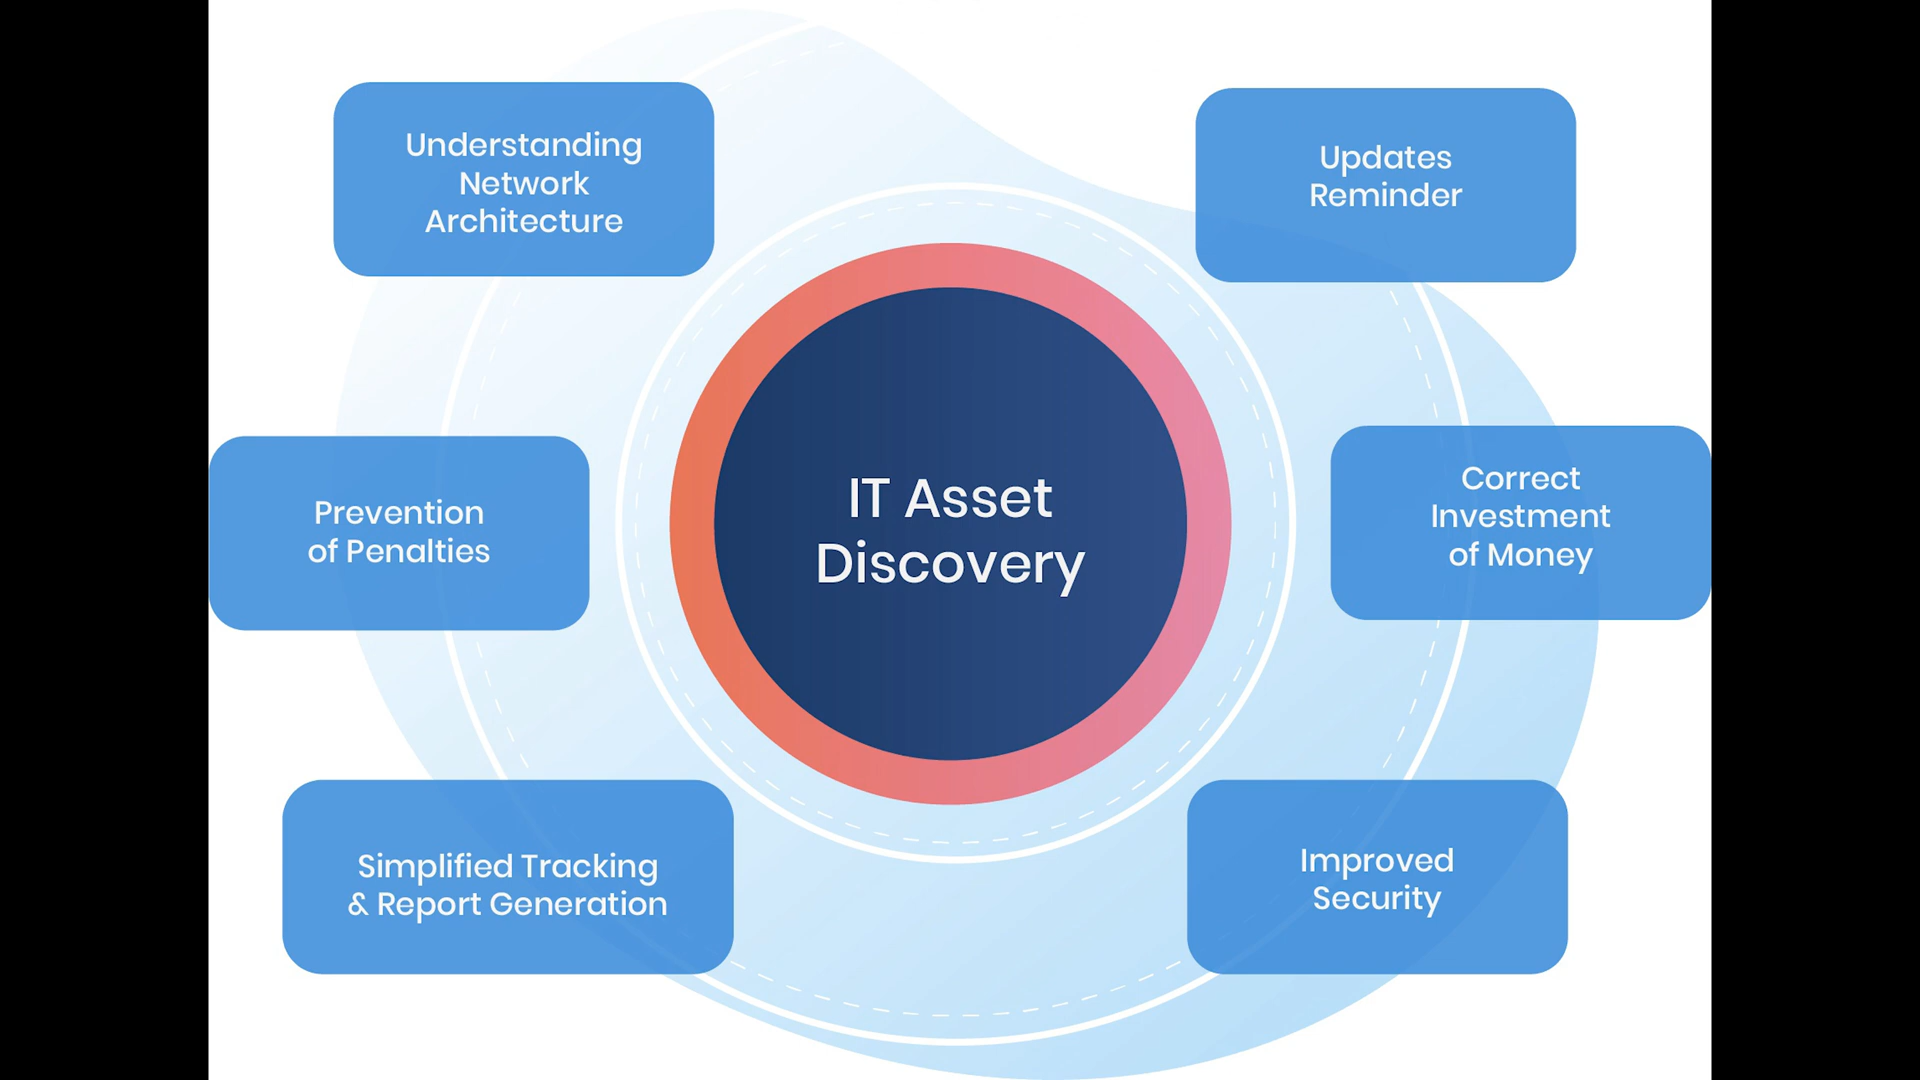 Understanding
Network
Architecture
Updates
Reminder
Prevention
of Penalties
IT Asset
Discovery
Correct
Investment
of Money
Simplified Tracking
& Report Generation
Improved
Security